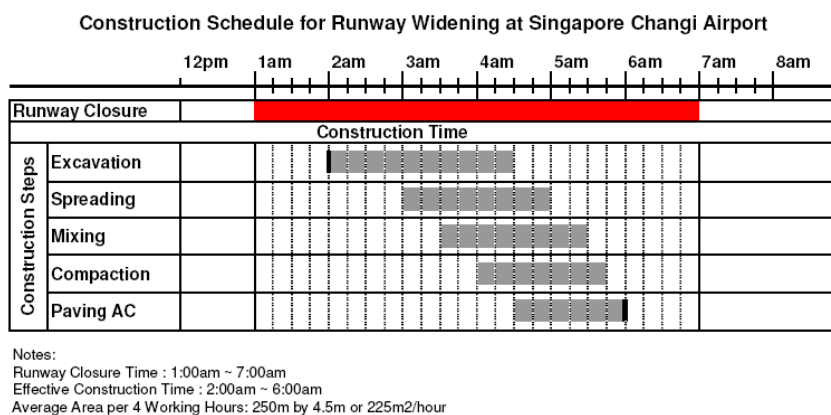 Construction Schedule for Runway Widening at Singapore Changi Airport
12pm 1am 2am 3am 4am 5am 6am 7am 8am
Runway Closure
Construction Time
Construction Steps
Excavation
Spreading
Mixing
Compaction
Paving AC
Notes:
Runway Closure Time : 1:00am ~ 7:00am
Effective Construction Time : 2:00am ~ 6:00am
Average Area per 4 Working Hours: 250m by 4.5m or 225m2/hour